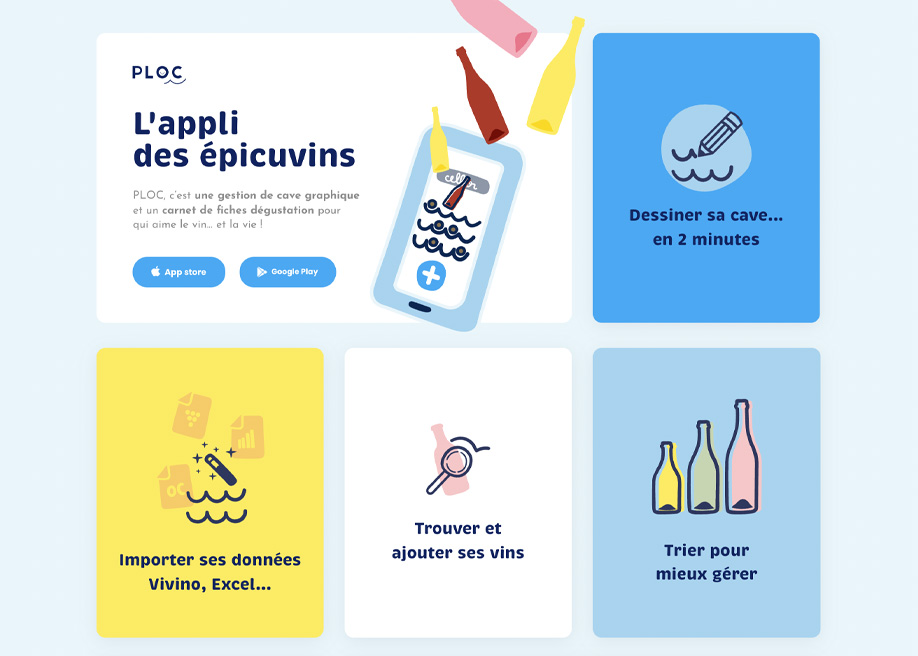 PLOC
L'appli
des épicuvins
PLOC, c'est une gestion de cave graphique
et un carnet de fiches dégustation pour
qui aime le vin... et la vie !
App store
Google Play
Dessiner sa cave...
en 2 minutes
OC
Importer ses données
Vivino, Excel...
Trouver et
ajouter ses vins
Trier pour
mieux gérer